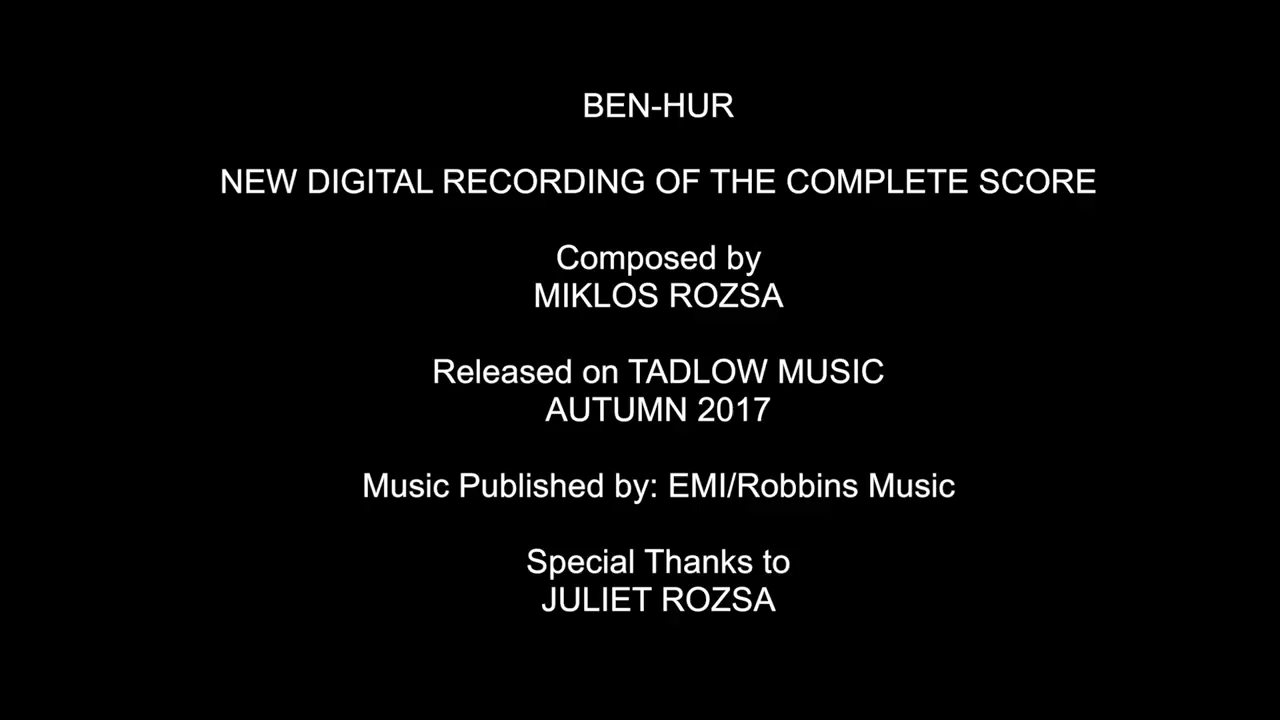 BEN-HUR
NEW DIGITAL RECORDING OF THE COMPLETE SCORE
Composed by
MIKLOS ROZSA
Released on TADLOW MUSIC
AUTUMN 2017
Music Published by: EMI/Robbins Music
Special Thanks to
JULIET ROZSA